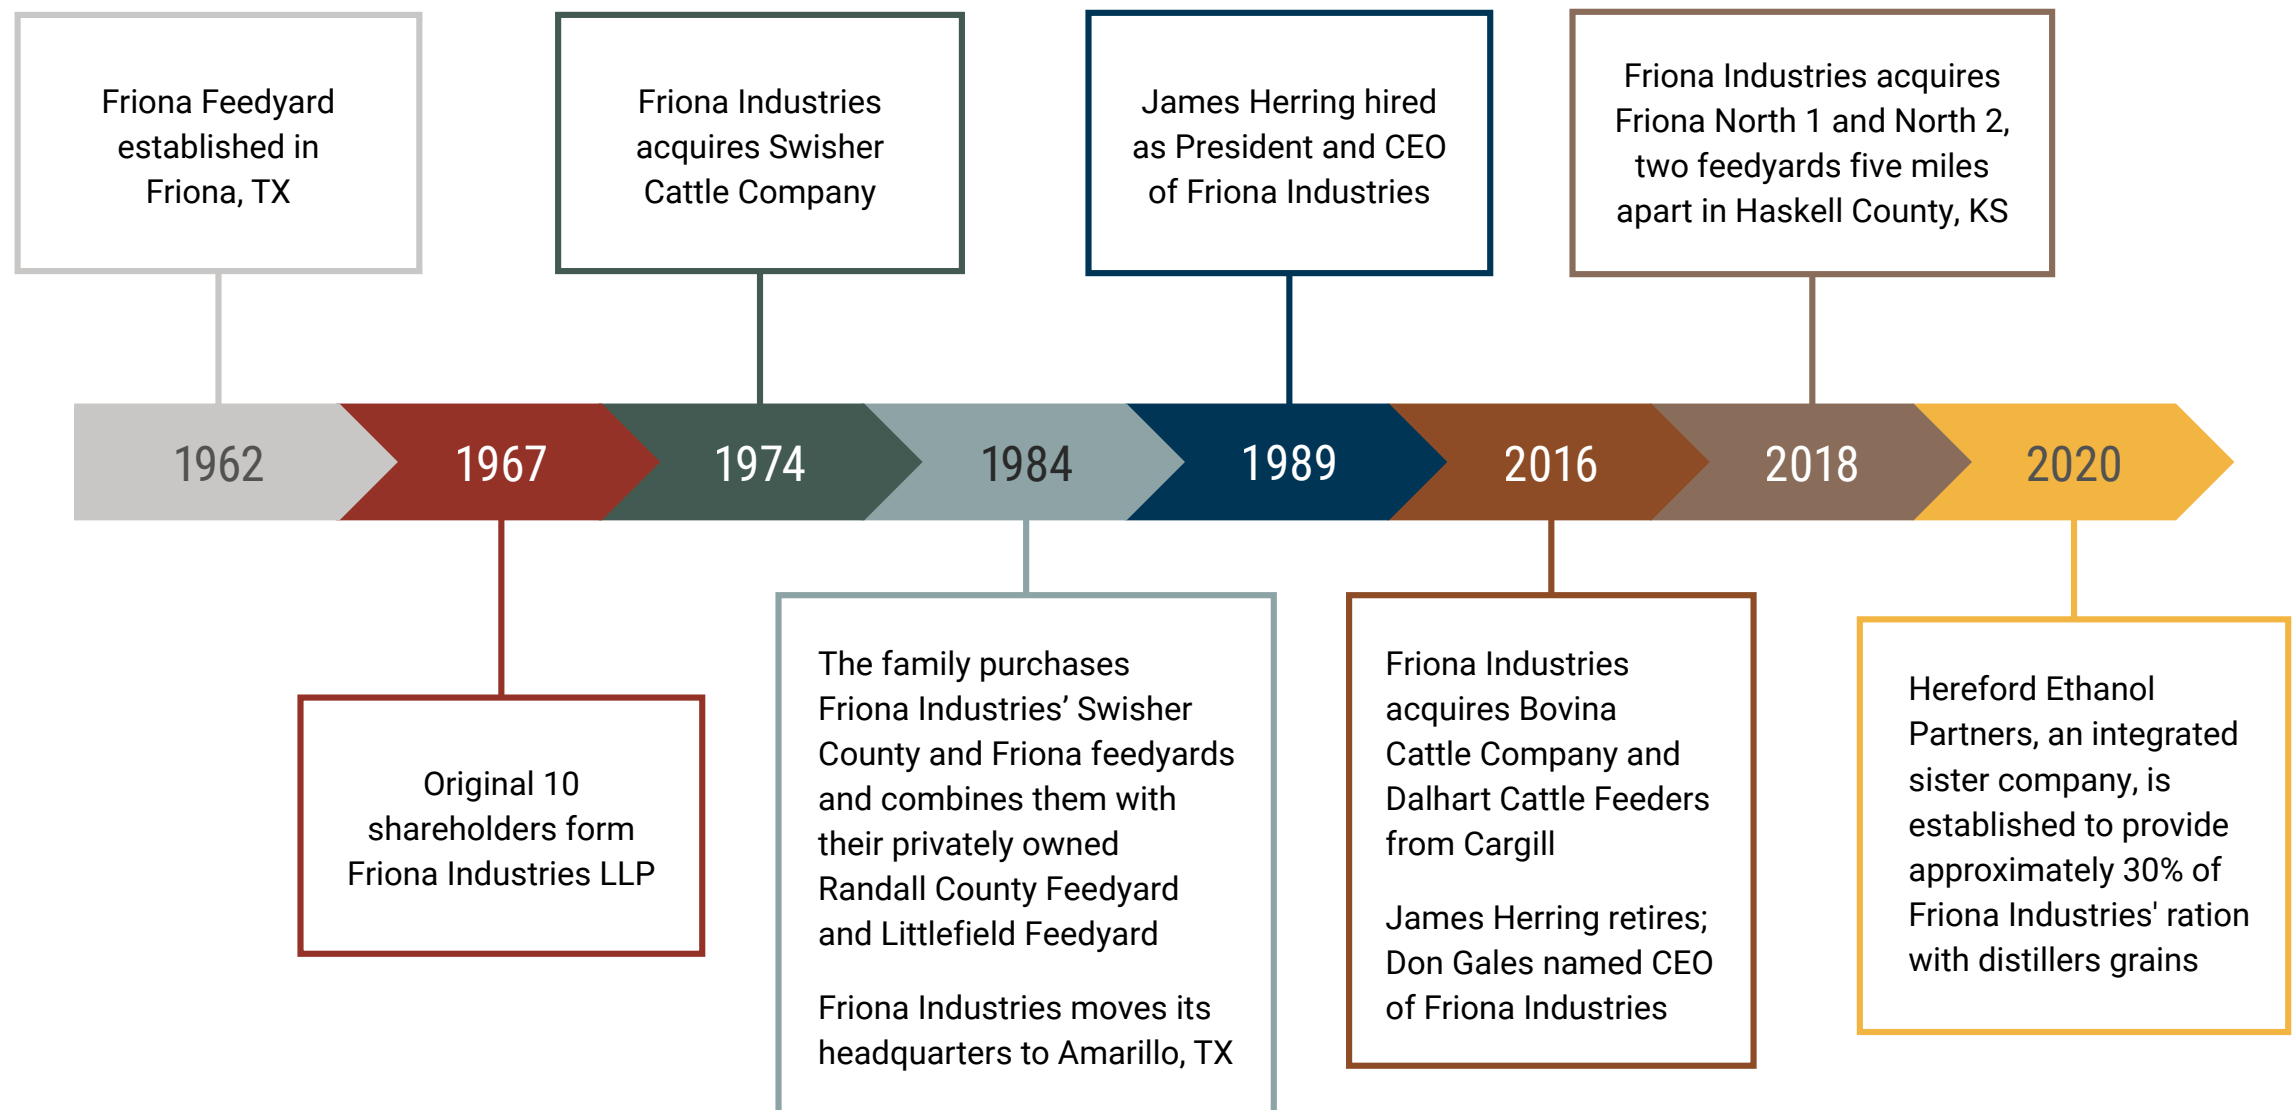 Friona Feedyard
established in
Friona, TX
Friona Industries
acquires Swisher
Cattle Company
James Herring hired
as President and CEO
of Friona Industries
Friona Industries acquires
Friona North 1 and North 2,
two feedyards five miles
apart in Haskell County, KS
1962
1967
1974
1984
1989
2016
2018
2020
Original 10
shareholders form
Friona Industries LLP
The family purchases
Friona Industries’ Swisher
County and Friona feedyards
and combines them with
their privately owned
Randall County Feedyard
and Littlefield Feedyard
Friona Industries moves its
headquarters to Amarillo, TX
Friona Industries
acquires Bovina
Cattle Company and
Dalhart Cattle Feeders
from Cargill
James Herring retires;
Don Gales named CEO
of Friona Industries
Hereford Ethanol
Partners, an integrated
sister company, is
established to provide
approximately 30% of
Friona Industries' ration
with distillers grains